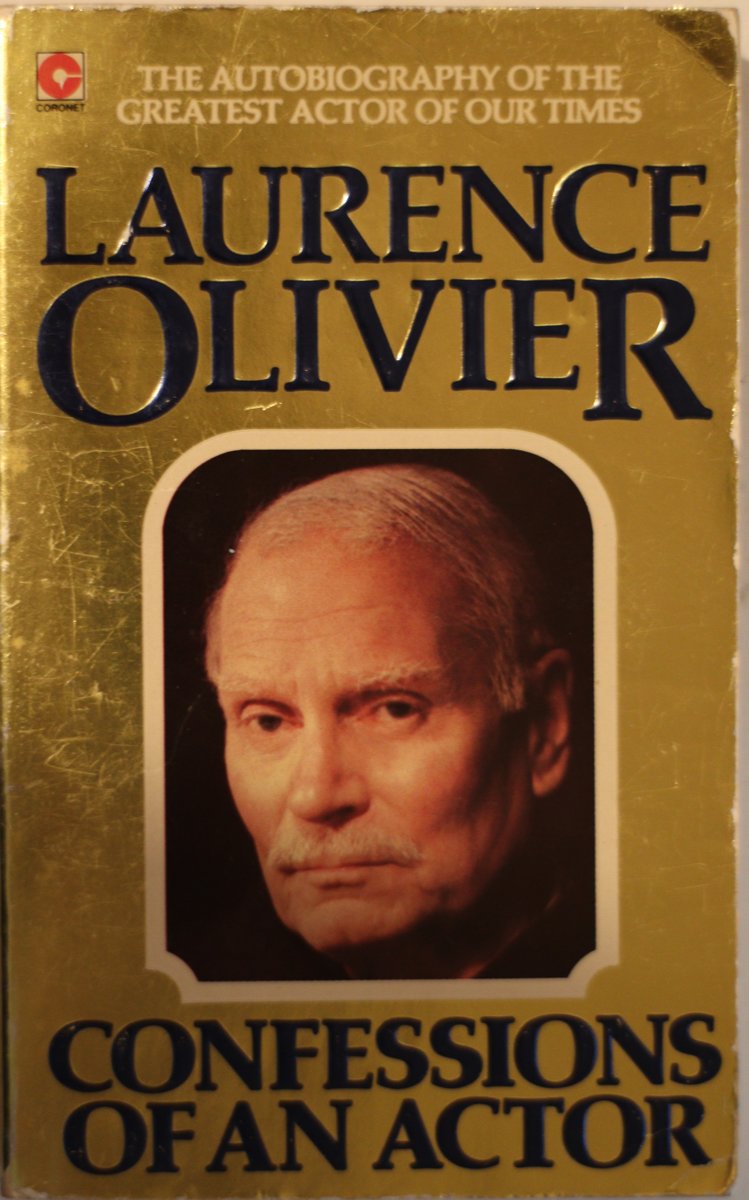 CORONET
THE AUTOBIOGRAPHY OF THE
GREATEST ACTOR OF OUR TIMES
LAURENCE
OLIVIER
CONFESSIONS
OF AN ACTOR